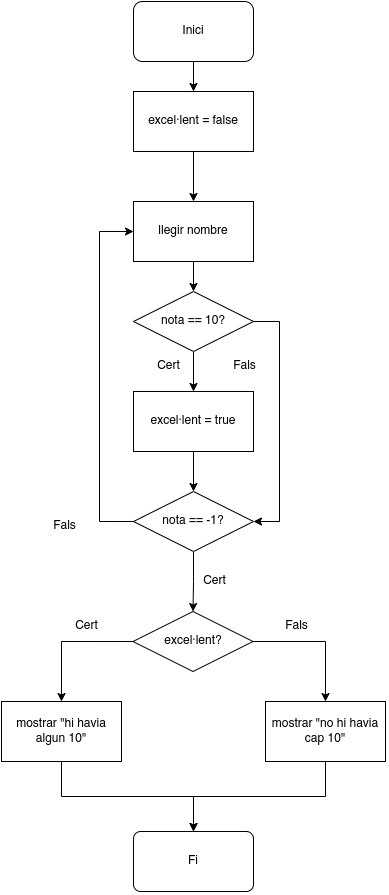 Inici
excel·lent = false
llegir nombre
nota == 10?
Cert
Fals
excel·lent = true
nota == -1?
Fals
Cert
excel·lent?
Cert
Fals
mostrar "hi havia
algun 10"
mostrar "no hi havia
cap 10"
Fi